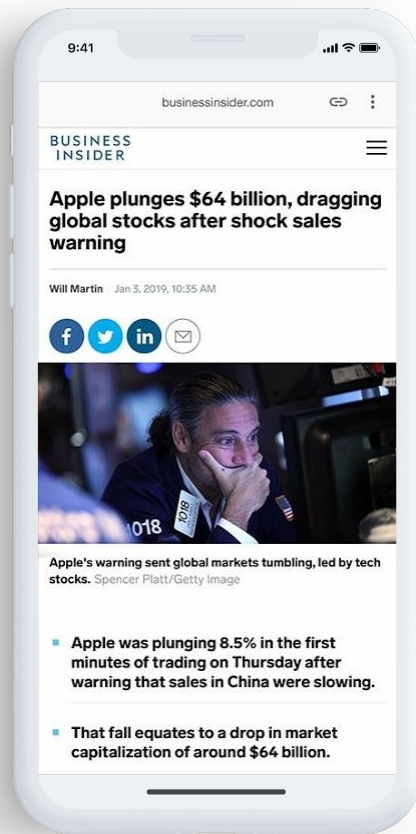 9:41
businessinsider.com
BUSINESS
INSIDER
Apple plunges $64 billion, dragging
global stocks after shock sales
warning
Will Martin Jan 3, 2019, 10:35 AM
f in
1018 1018
Apple's warning sent global markets tumbling, led by tech
stocks. Spencer Platt/Getty Image
Apple was plunging 8.5% in the first
minutes of trading on Thursday after
warning that sales in China were slowing.
That fall equates to a drop in market
capitalization of around $64 billion.